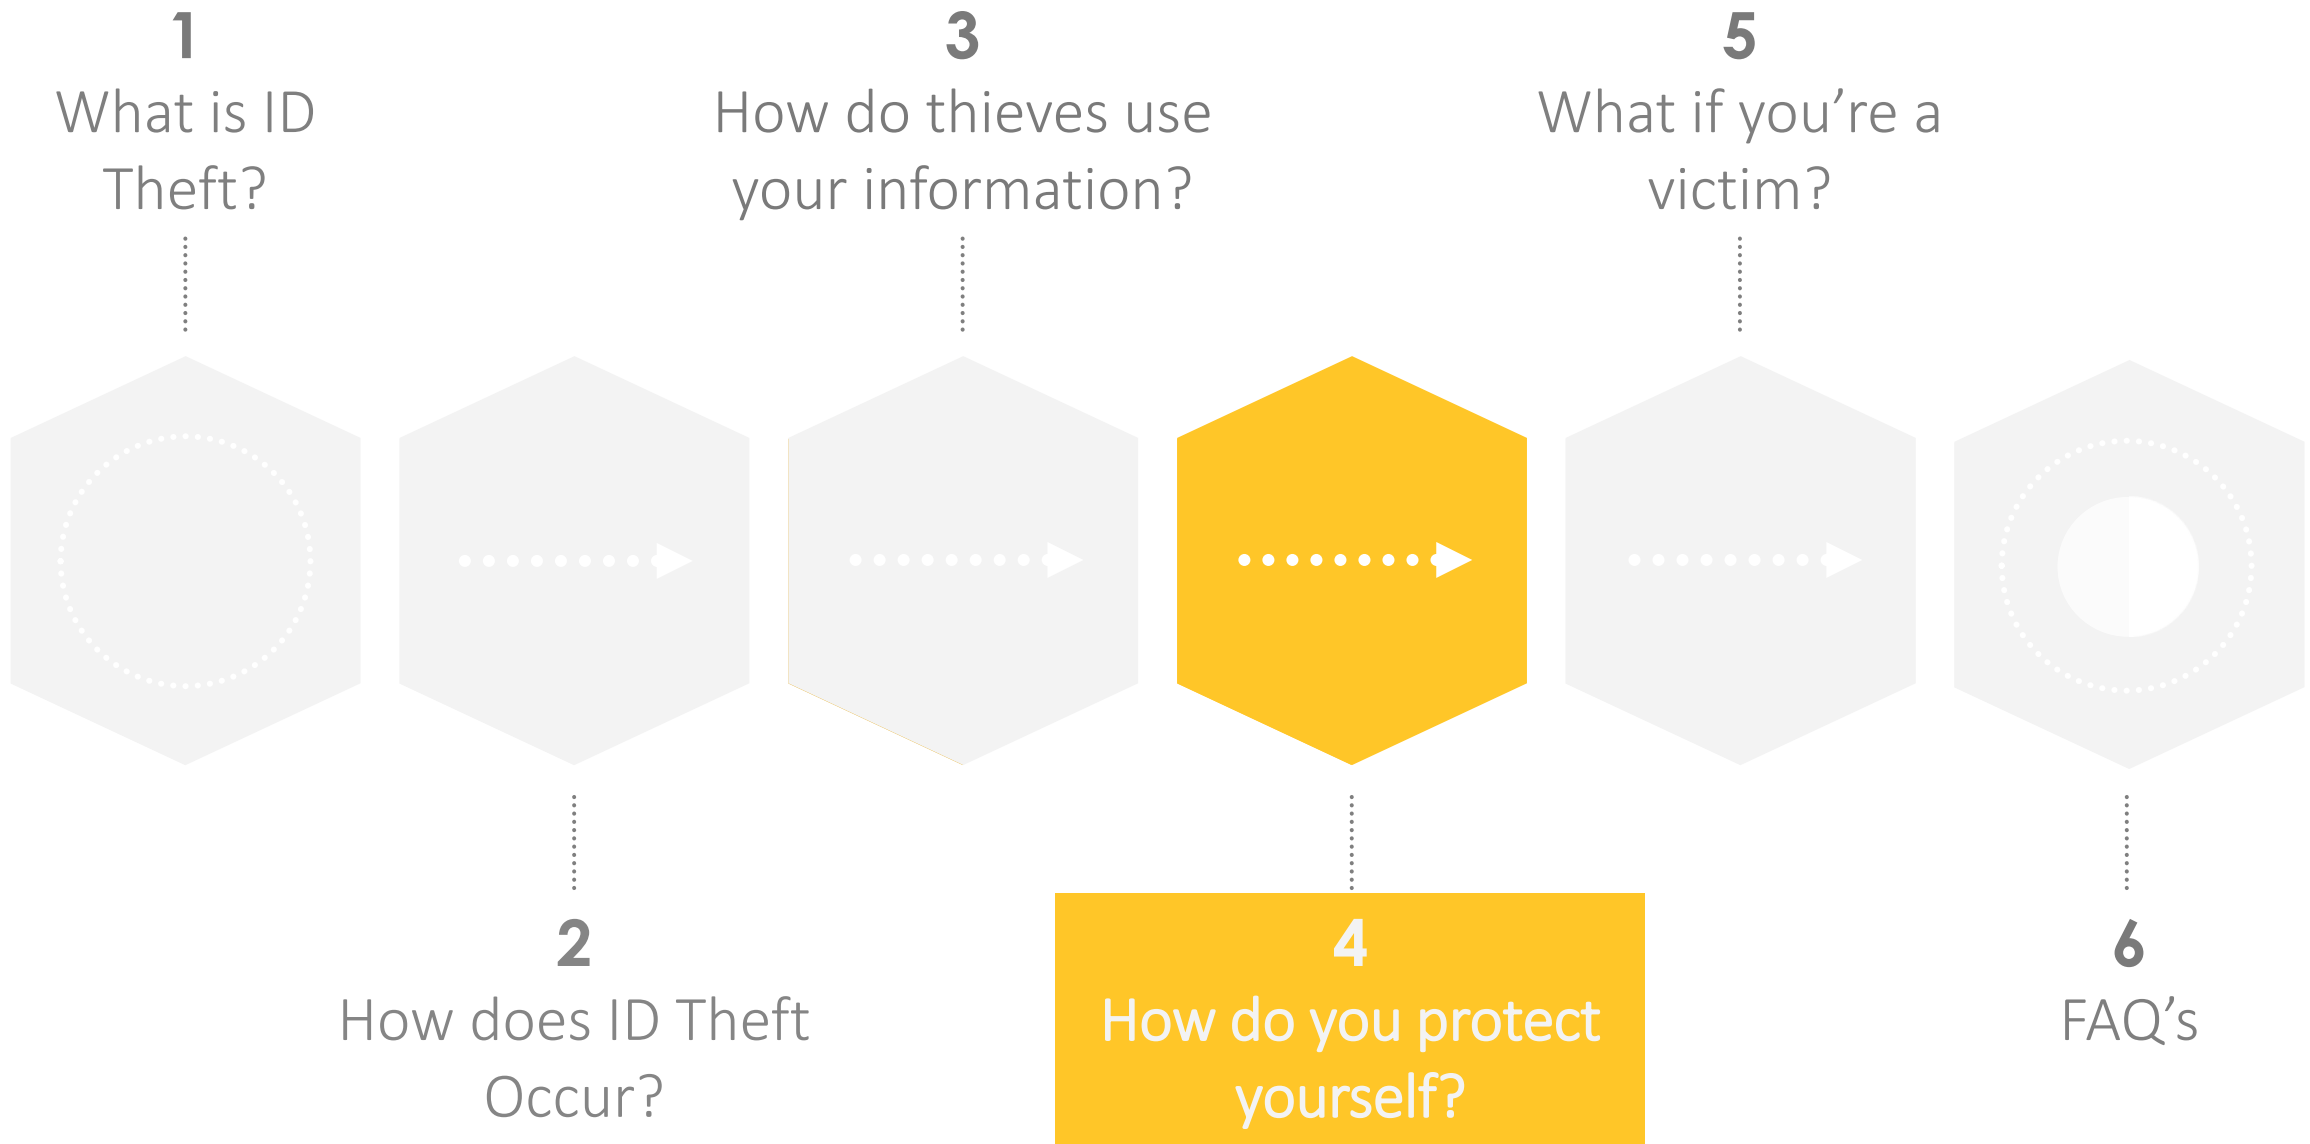 1
What is ID
Theft?
2
How does ID Theft
Occur?
3
How do thieves use
your information?
4
How do you protect
yourself?
5
What if you’re a
victim?
6
FAQ’s